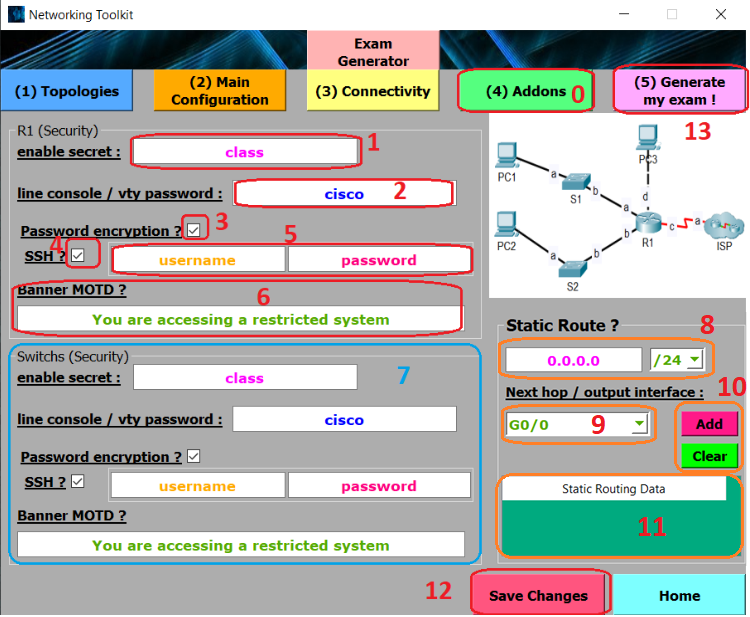 Networking Toolkit
Exam
Generator
(1) Topologies
(2) Main
Configuration
(3) Connectivity
(4) Addons
0
(5) Generate
my exam !
13
R1 (Security)
enable secret :
class
1
line console / vty password :
cisco
2
Password encryption ?
3
4
SSH ?
username
password
5
Banner MOTD ?
6
You are accessing a restricted system
Switchs (Security)
enable secret :
class
7
line console / vty password :
cisco
Password encryption ?
SSH ?
username
password
Banner MOTD ?
You are accessing a restricted system
PC1
a
S1
b
a
PC3
d
R1
c
a
ISP
PC2
a
S2
b
b
Static Route ?
8
0.0.0.0
/24
Next hop / output interface :
10
G0/0
9
Add
Clear
Static Routing Data
11
12
Save Changes
Home